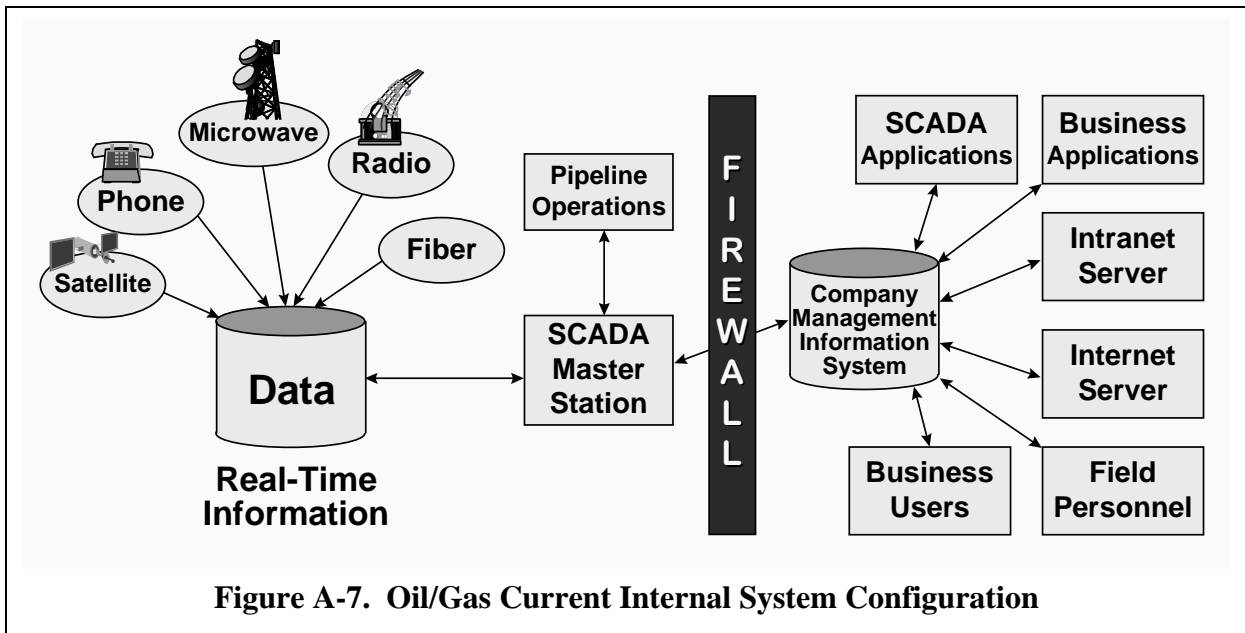 Microwave
Radio
Phone
Fiber
Satellite
Data
Real-Time
Information
Pipeline
Operations
SCADA
Master
Station
FIREWALL
SCADA
Applications
Business
Applications
Intranet
Server
Company
Management
Information
System
Internet
Server
Business
Users
Field
Personnel
Figure A-7. Oil/Gas Current Internal System Configuration